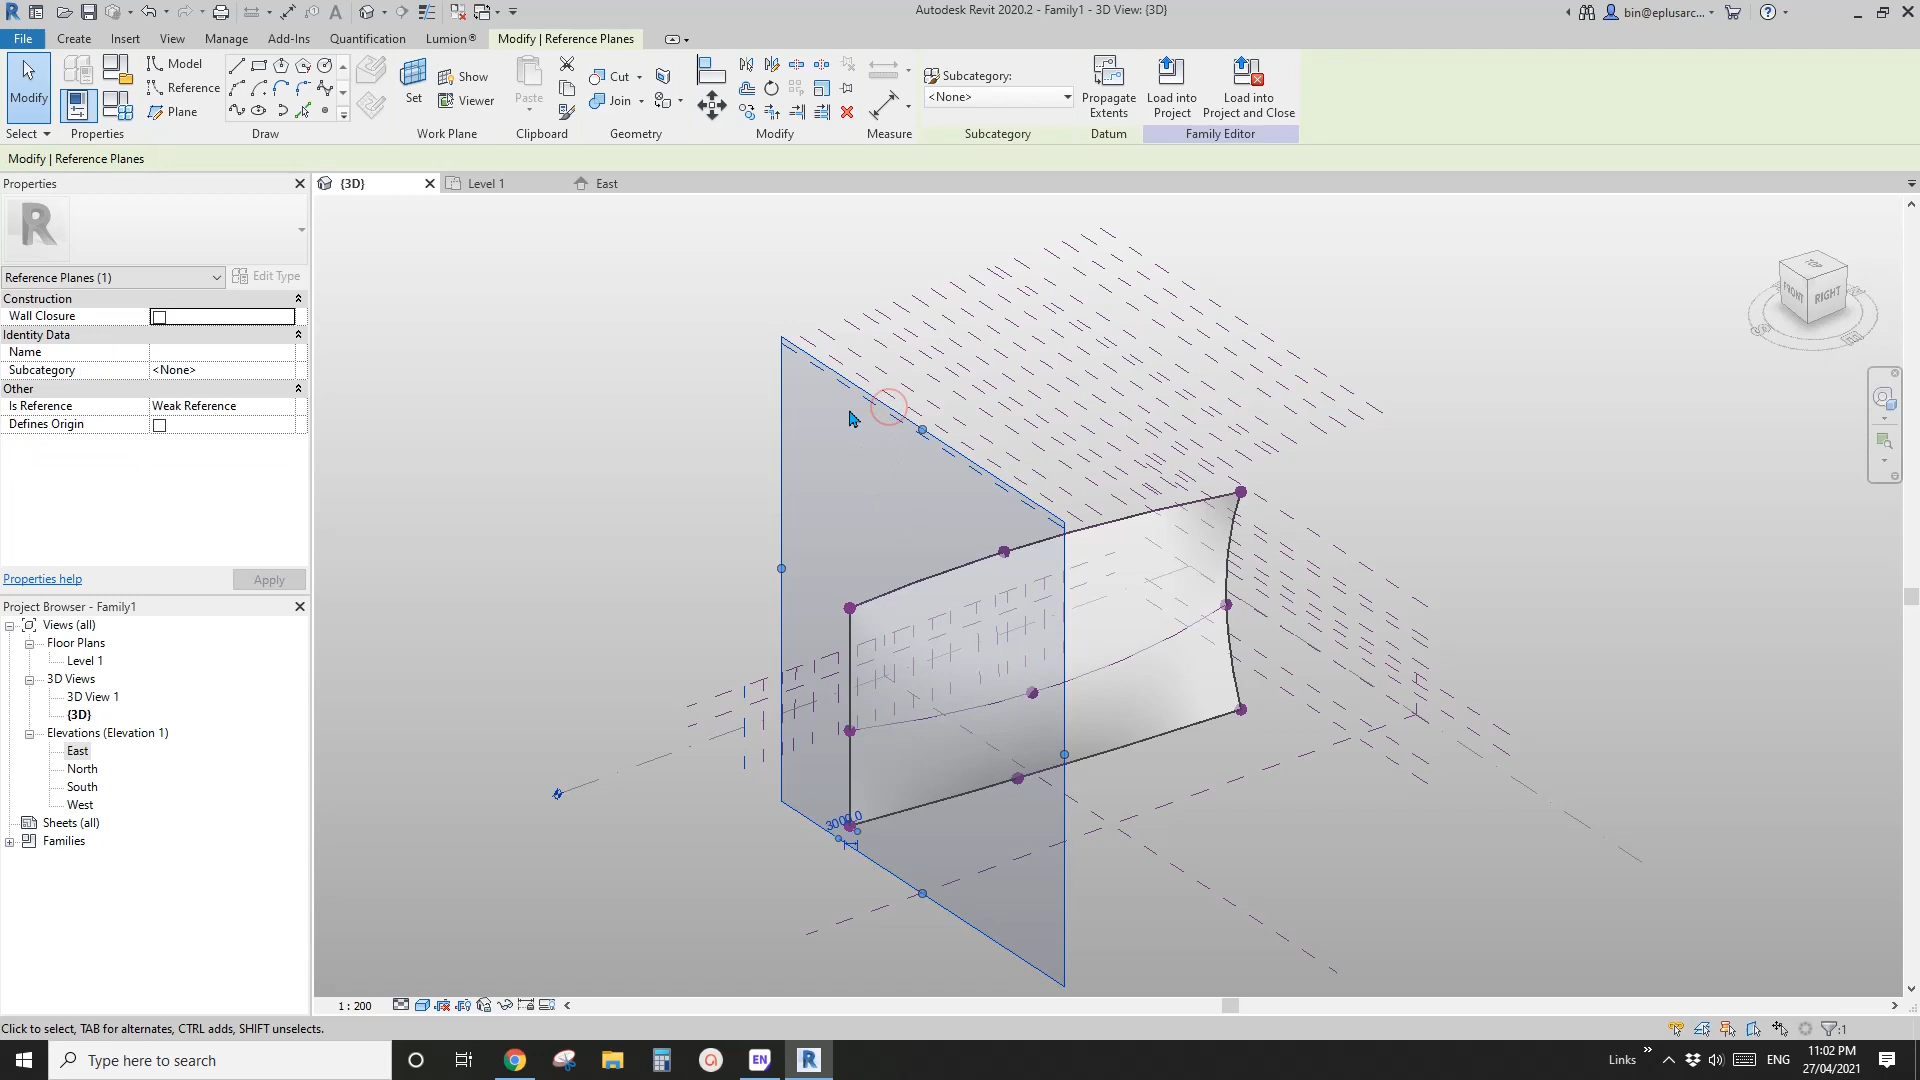 Autodesk Revit 2020.2 - Family1 - 3D View: {3D}
bin@eplusarc...
File
Create
Insert
View
Manage
Add-Ins
Quantification
Lumion®
Modify | Reference Planes
Modify
Select
Properties
Model
Reference
Plane
Draw
Set
Show
Viewer
Work Plane
Paste
Clipboard
Cut
Join
Geometry
Modify
Measure
Subcategory:
<None>
Subcategory
Propagate
Extents
Datum
Load into
Project
Load into
Project and Close
Family Editor
Modify | Reference Planes
Properties
{3D}
Level 1
East
R
Reference Planes (1)
Edit Type
Construction
Wall Closure
Identity Data
Name
Subcategory
<None>
Other
Is Reference
Weak Reference
Defines Origin
Properties help
Apply
TOP
FRONT
RIGHT
3000.0
Project Browser - Family1
Views (all)
Floor Plans
Level 1
3D Views
3D View 1
{3D}
Elevations (Elevation 1)
East
North
South
West
Sheets (all)
Families
1 : 200
Click to select, TAB for alternates, CTRL adds, SHIFT unselects.
:1
Type here to search
EN
R
Links
ENG
11:02 PM
27/04/2021